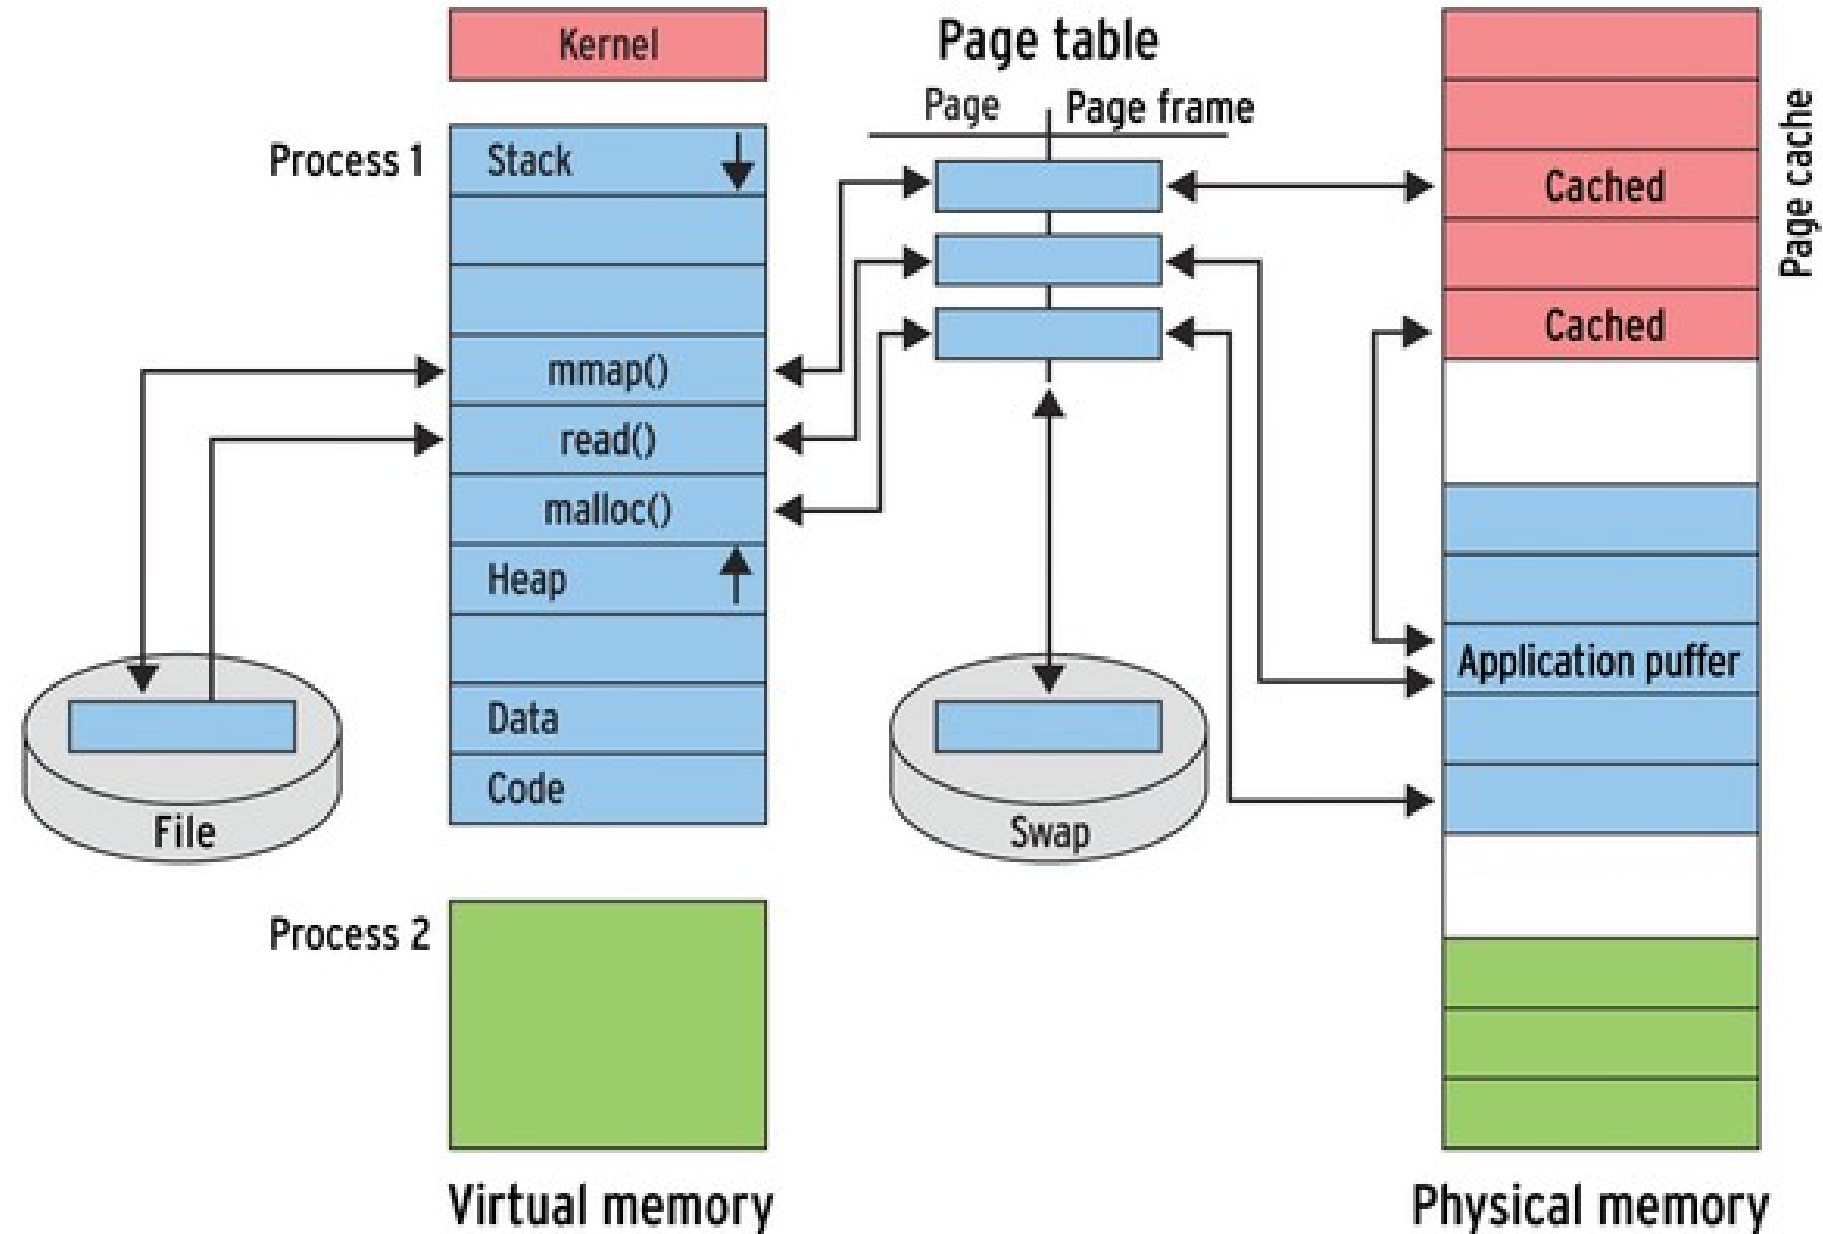 Kernel
Page table
Page
Page frame
Process 1
Stack
mmap()
read()
malloc()
Heap
Data
Code
File
Swap
Cached
Cached
Page cache
Application puffer
Process 2
Virtual memory
Physical memory